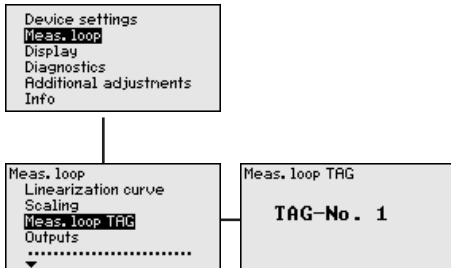 Device settings
Meas. loop
Display
Diagnostics
Additional adjustments
Info
Meas. loop
Linearization curve
Scaling
Meas. loop TAG
Outputs
Meas. loop TAG
TAG-No. 1